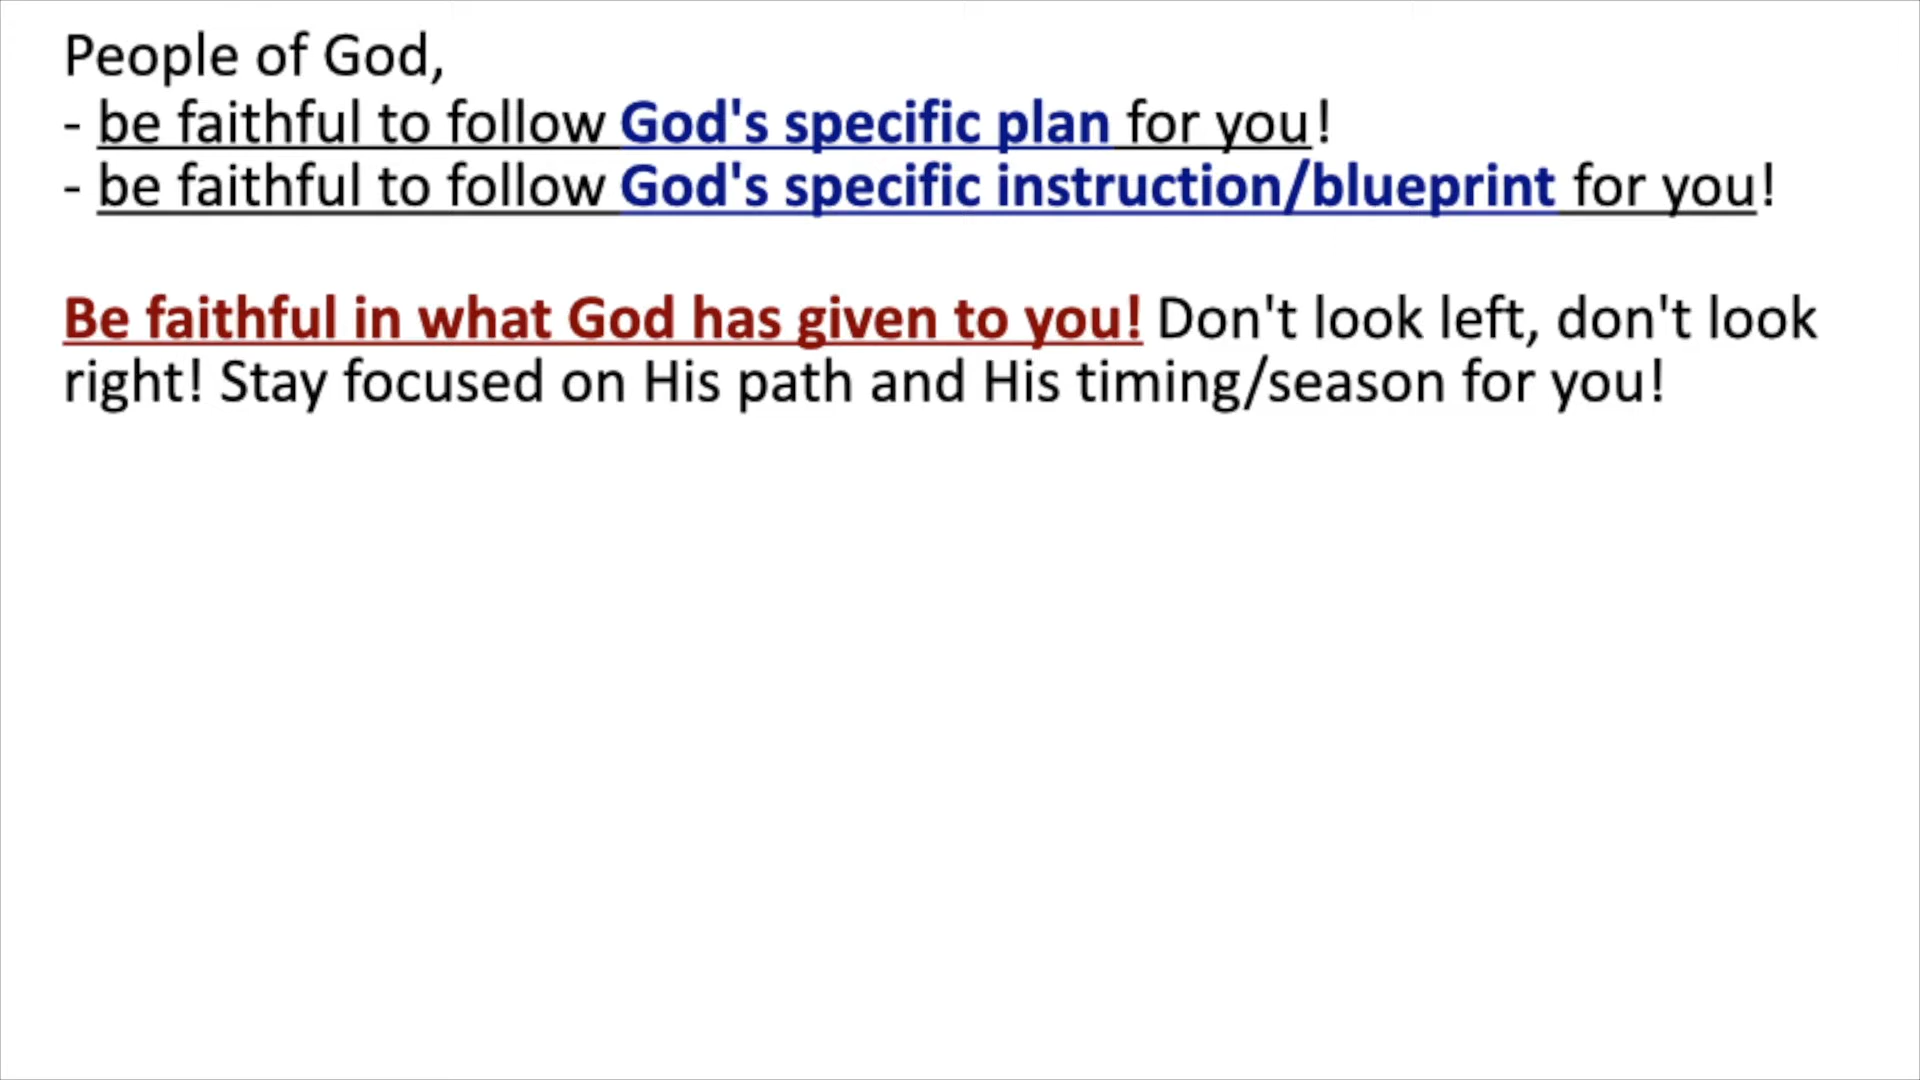 People of God,
- be faithful to follow God's specific plan for you!
- be faithful to follow God's specific instruction/blueprint for you!
Be faithful in what God has given to you! Don't look left, don't look
right! Stay focused on His path and His timing/season for you!